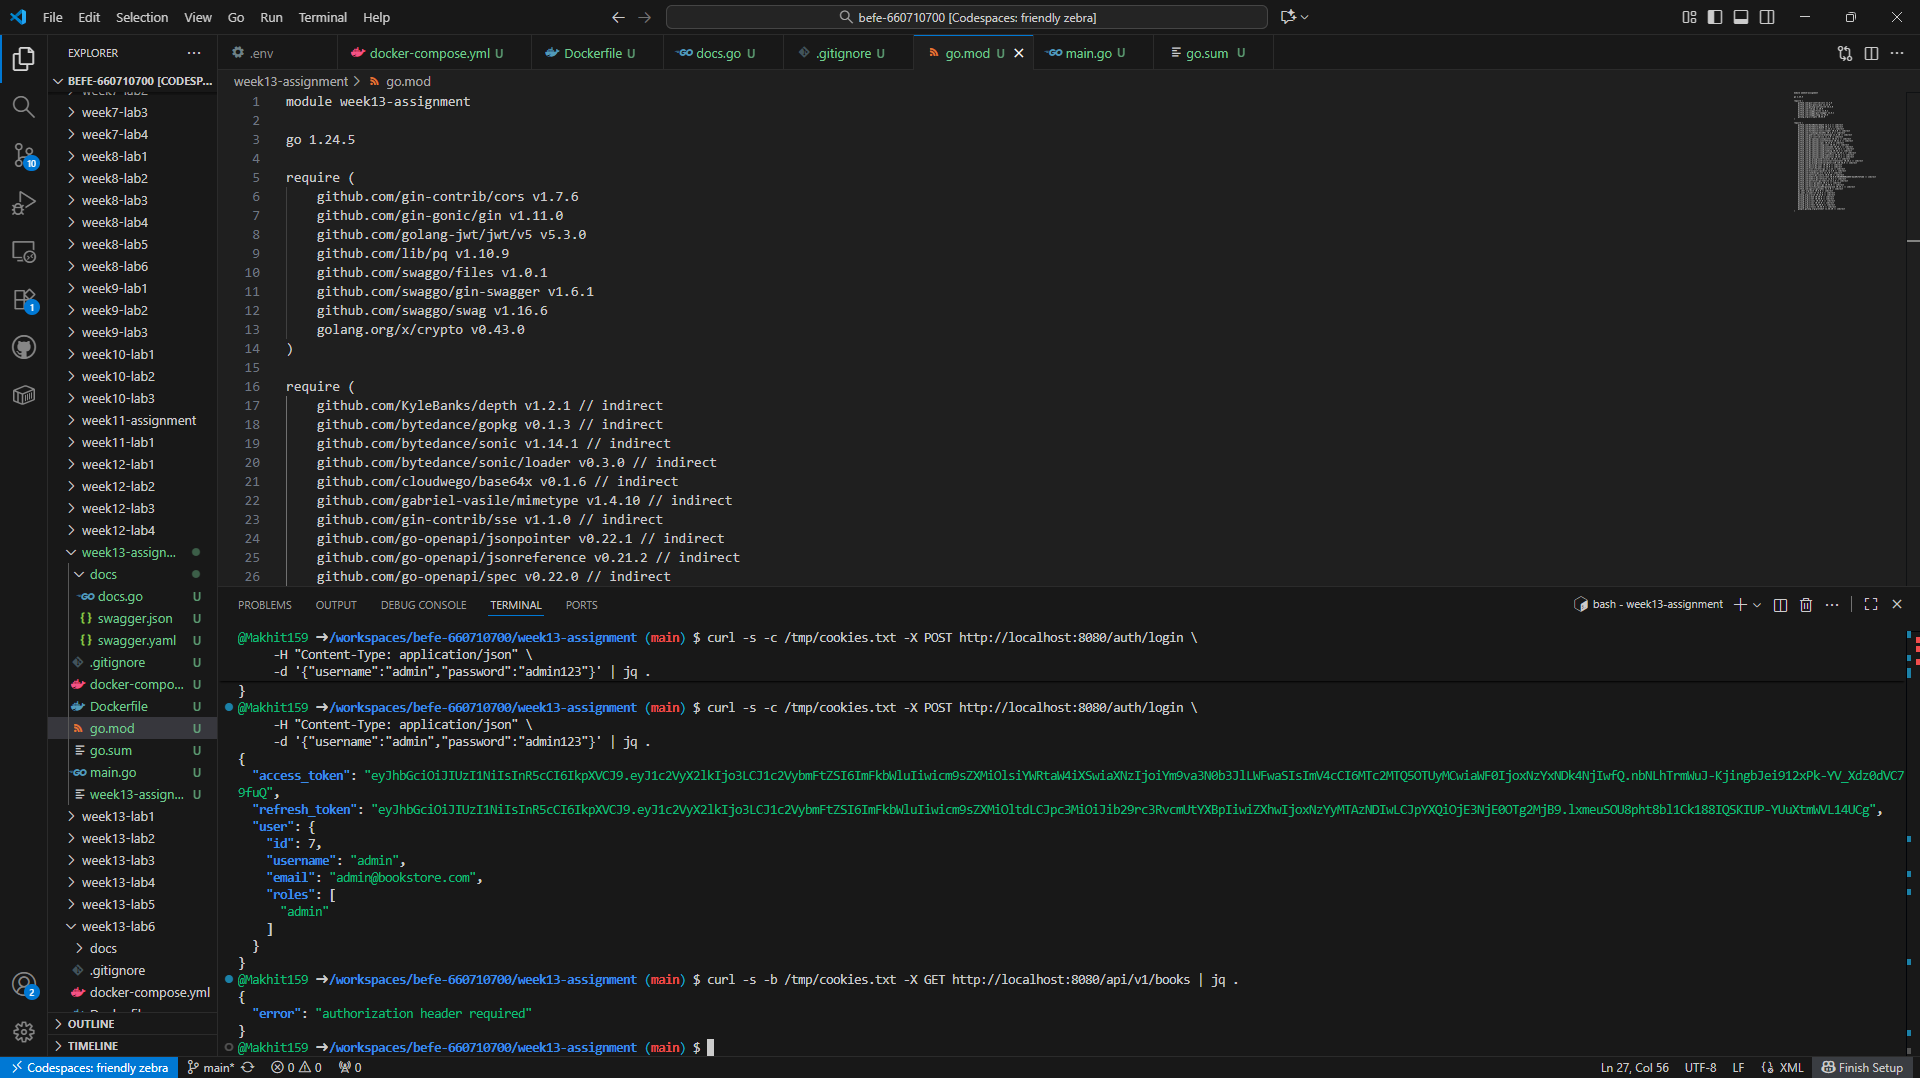 File Edit Selection View Go Run Terminal Help
befe-660710700 [Codespaces: friendly zebra]
EXPLORER
.env
docker-compose.yml U
Dockerfile U
docs.go U
.gitignore U
go.mod U
main.go U
go.sum U
BEFE-660710700 [CODESP...
week7-lab3
week7-lab4
week8-lab1
week8-lab2
week8-lab3
week8-lab4
week8-lab5
week8-lab6
week9-lab1
week9-lab2
week9-lab3
week10-lab1
week10-lab2
week10-lab3
week11-assignment
week11-lab1
week12-lab1
week12-lab2
week12-lab3
week12-lab4
week13-assign...
docs
docs.go U
swagger.json U
swagger.yaml U
.gitignore U
docker-compo... U
Dockerfile U
go.mod U
go.sum U
main.go U
week13-assign... U
week13-lab1
week13-lab2
week13-lab3
week13-lab4
week13-lab5
week13-lab6
docs
.gitignore
docker-compose.yml
OUTLINE
TIMELINE
week13-assignment > go.mod
1 module week13-assignment
2
3 go 1.24.5
4
5 require (
6 github.com/gin-contrib/cors v1.7.6
7 github.com/gin-gonic/gin v1.11.0
8 github.com/golang-jwt/jwt/v5 v5.3.0
9 github.com/lib/pq v1.10.9
10 github.com/swaggo/files v1.0.1
11 github.com/swaggo/gin-swagger v1.6.1
12 github.com/swaggo/swag v1.16.6
13 golang.org/x/crypto v0.43.0
14 )
15
16 require (
17 github.com/KyleBanks/depth v1.2.1 // indirect
18 github.com/bytedance/gopkg v0.1.3 // indirect
19 github.com/bytedance/sonic v1.14.1 // indirect
20 github.com/bytedance/sonic/loader v0.3.0 // indirect
21 github.com/cloudwego/base64x v0.1.6 // indirect
22 github.com/gabriel-vasile/mimetype v1.4.10 // indirect
23 github.com/gin-contrib/sse v1.1.0 // indirect
24 github.com/go-openapi/jsonpointer v0.22.1 // indirect
25 github.com/go-openapi/jsonreference v0.21.2 // indirect
26 github.com/go-openapi/spec v0.22.0 // indirect
PROBLEMS OUTPUT DEBUG CONSOLE TERMINAL PORTS
bash - week13-assignment
@Makhit159 ➜/workspaces/befe-660710700/week13-assignment (main) $ curl -s -c /tmp/cookies.txt -X POST http://localhost:8080/auth/login \
-H "Content-Type: application/json" \
-d '{"username":"admin","password":"admin123"}' | jq .
}
@Makhit159 ➜/workspaces/befe-660710700/week13-assignment (main) $ curl -s -c /tmp/cookies.txt -X POST http://localhost:8080/auth/login \
-H "Content-Type: application/json" \
-d '{"username":"admin","password":"admin123"}' | jq .
{
"access_token":
"refresh_token":
"user": {
"id": 7,
"username": "admin",
"email": "admin@bookstore.com",
"roles": [
"admin"
]
}
}
@Makhit159 ➜/workspaces/befe-660710700/week13-assignment (main) $ curl -s -b /tmp/cookies.txt -X GET http://localhost:8080/api/v1/books | jq .
{
"error": "authorization header required"
}
@Makhit159 ➜/workspaces/befe-660710700/week13-assignment (main) $
10
1
2
Codespaces: friendly zebra main* 0 0 0
Ln 27, Col 56 UTF-8 LF XML Finish Setup